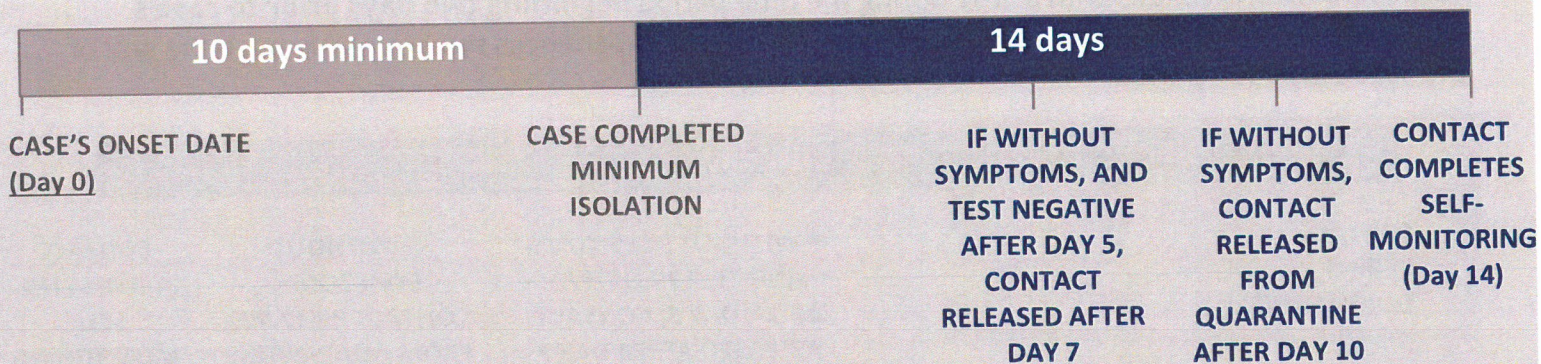 10 days minimum
14 days
CASE'S ONSET DATE
(Day 0)
CASE COMPLETED
MINIMUM
ISOLATION
IF WITHOUT
SYMPTOMS, AND
TEST NEGATIVE
AFTER DAY 5,
CONTACT
RELEASED AFTER
DAY 7
IF WITHOUT
SYMPTOMS,
CONTACT
RELEASED
FROM
QUARANTINE
AFTER DAY 10
CONTACT
COMPLETES
SELF-
MONITORING
(Day 14)